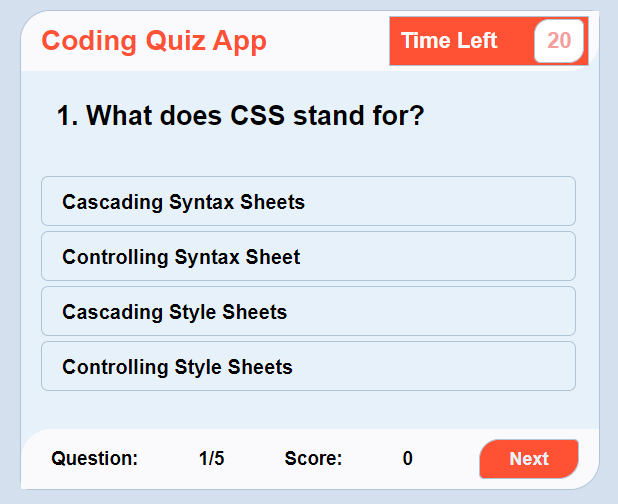 Coding Quiz App
Time Left 20
1. What does CSS stand for?
Cascading Syntax Sheets
Controlling Syntax Sheet
Cascading Style Sheets
Controlling Style Sheets
Question: 1/5 Score: 0 Next